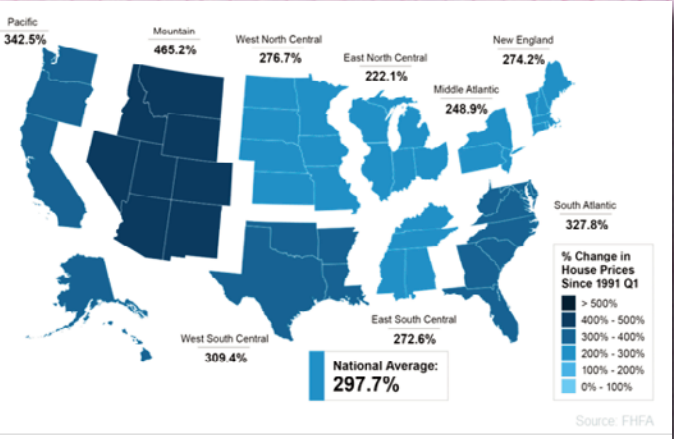 Pacific
342.5%
Mountain
465.2%
West North Central
276.7%
East North Central
222.1%
Middle Atlantic
248.9%
New England
274.2%
South Atlantic
327.8%
West South Central
309.4%
East South Central
272.6%
National Average:
297.7%
% Change in
House Prices
Since 1991 Q1
> 500%
400% - 500%
300% - 400%
200% - 300%
100% - 200%
0% - 100%
Source: FHFA